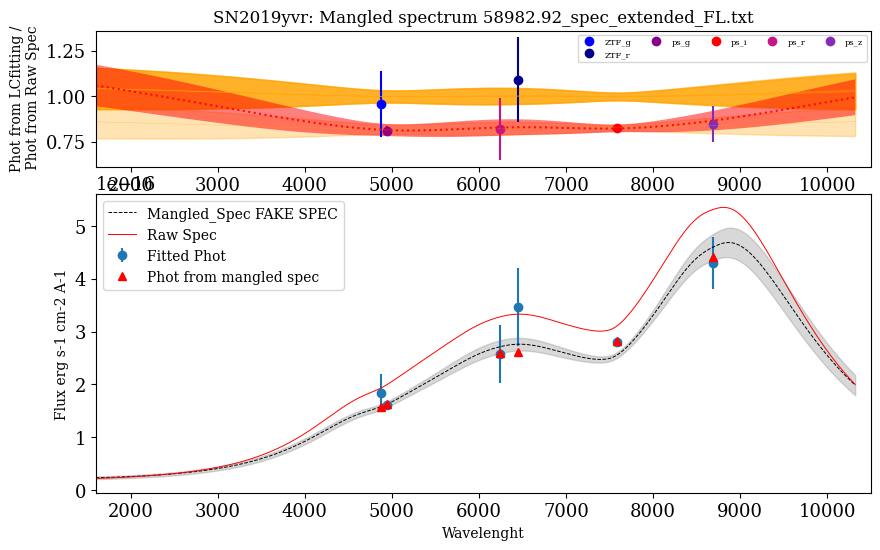 SN2019yvr: Mangled spectrum 58982.92_spec_extended_FL.txt
Phot from LCfitting /
Phot from Raw Spec
1.25
1.00
0.75
ZTF_g ps_g ps_i ps_r ps_z
ZTF_r
2000 3000 4000 5000 6000 7000 8000 9000 10000
1e−16
Flux erg s-1 cm-2 A-1
5
4
3
2
1
0
Mangled_Spec FAKE SPEC
Raw Spec
Fitted Phot
Phot from mangled spec
2000 3000 4000 5000 6000 7000 8000 9000 10000
Wavelenght